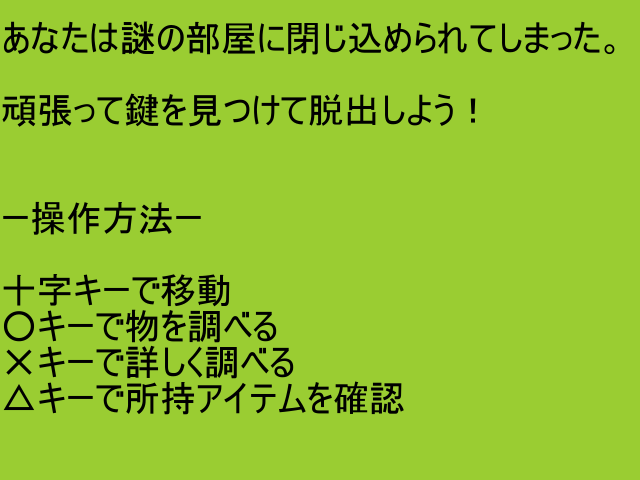 あなたは謎の部屋に閉じ込められてしまった。
頑張って鍵を見つけて脱出しよう！
ー操作方法ー
十字キーで移動
〇キーで物を調べる
×キーで詳しく調べる
△キーで所持アイテムを確認